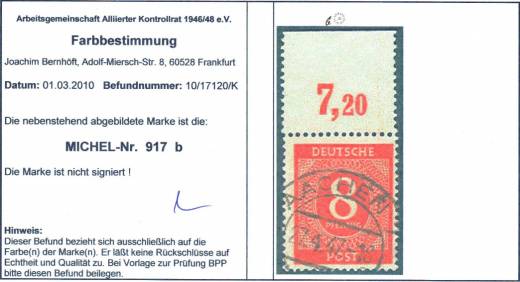 Arbeitsgemeinschaft Alliierter Kontrollrat 1946/48 e.V.
Farbbestimmung
Joachim Bernhöft, Adolf-Miersch-Str. 8, 60528 Frankfurt
Datum: 01.03.2010 Befundnummer: 10/17120/K
Die nebenstehend abgebildete Marke ist die:
MICHEL-Nr. 917 b
Die Marke ist nicht signiert !
Hinweis:
Dieser Befund bezieht sich ausschließlich auf die
Farbe(n) der Marke(n). Er läßt keine Rückschlüsse auf
Echtheit und Qualität zu. Bei Vorlage zur Prüfung BPP
bitte diesen Befund beilegen.
7,20
DEUTSCHE
AACHEN
8
PFENNIG
POST